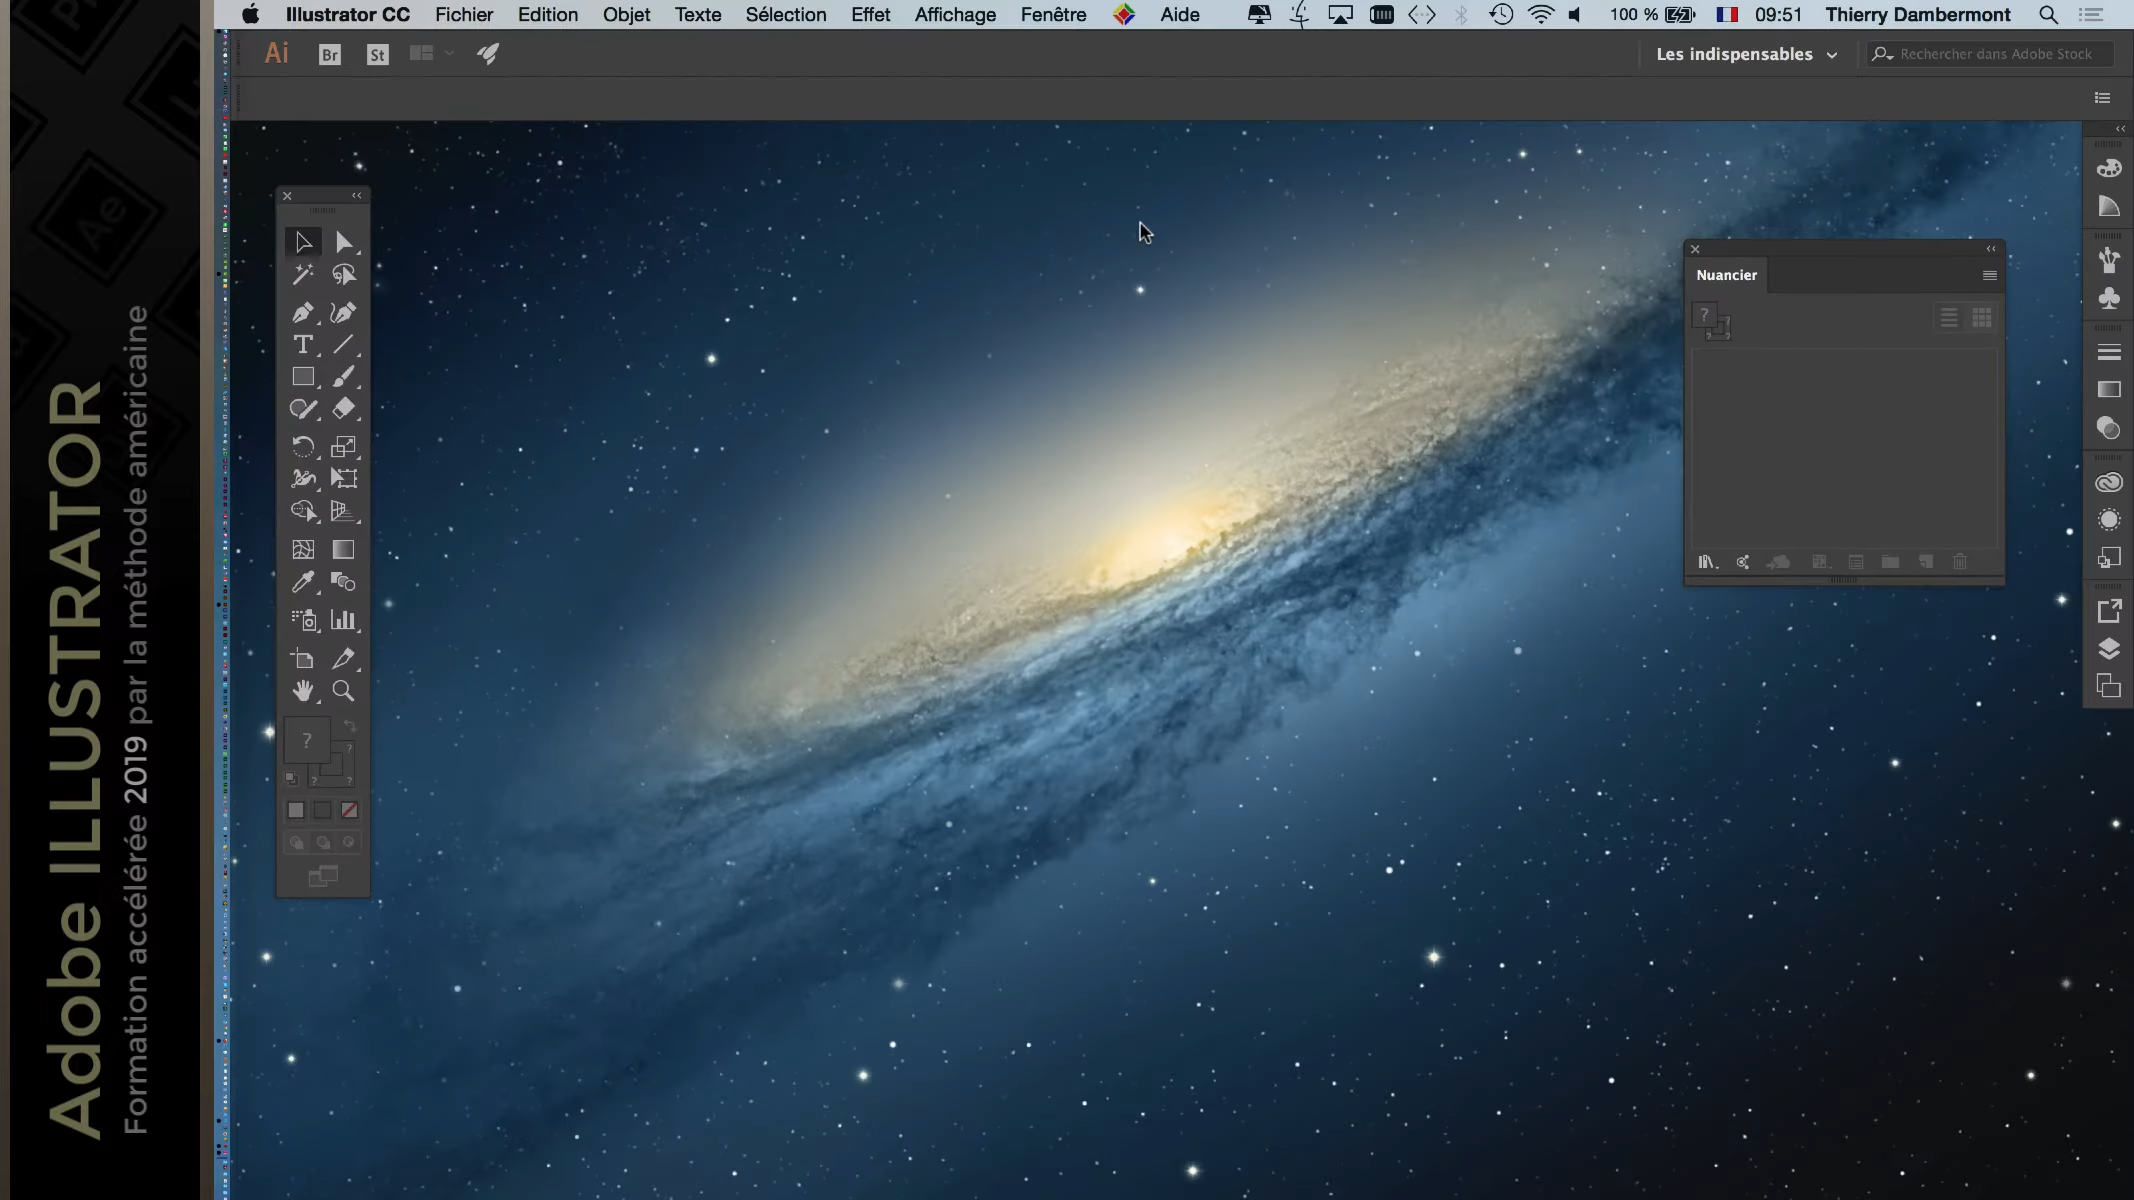 Illustrator CC Fichier Edition Objet Texte Sélection Effet Affichage Fenêtre Aide 100 % 09:51 Thierry Dambermont
Ai Br St Les indispensables Rechercher dans Adobe Stock
Nuancier
Adobe ILLUSTRATOR
Formation accélérée 2019 par la méthode américaine
Ae